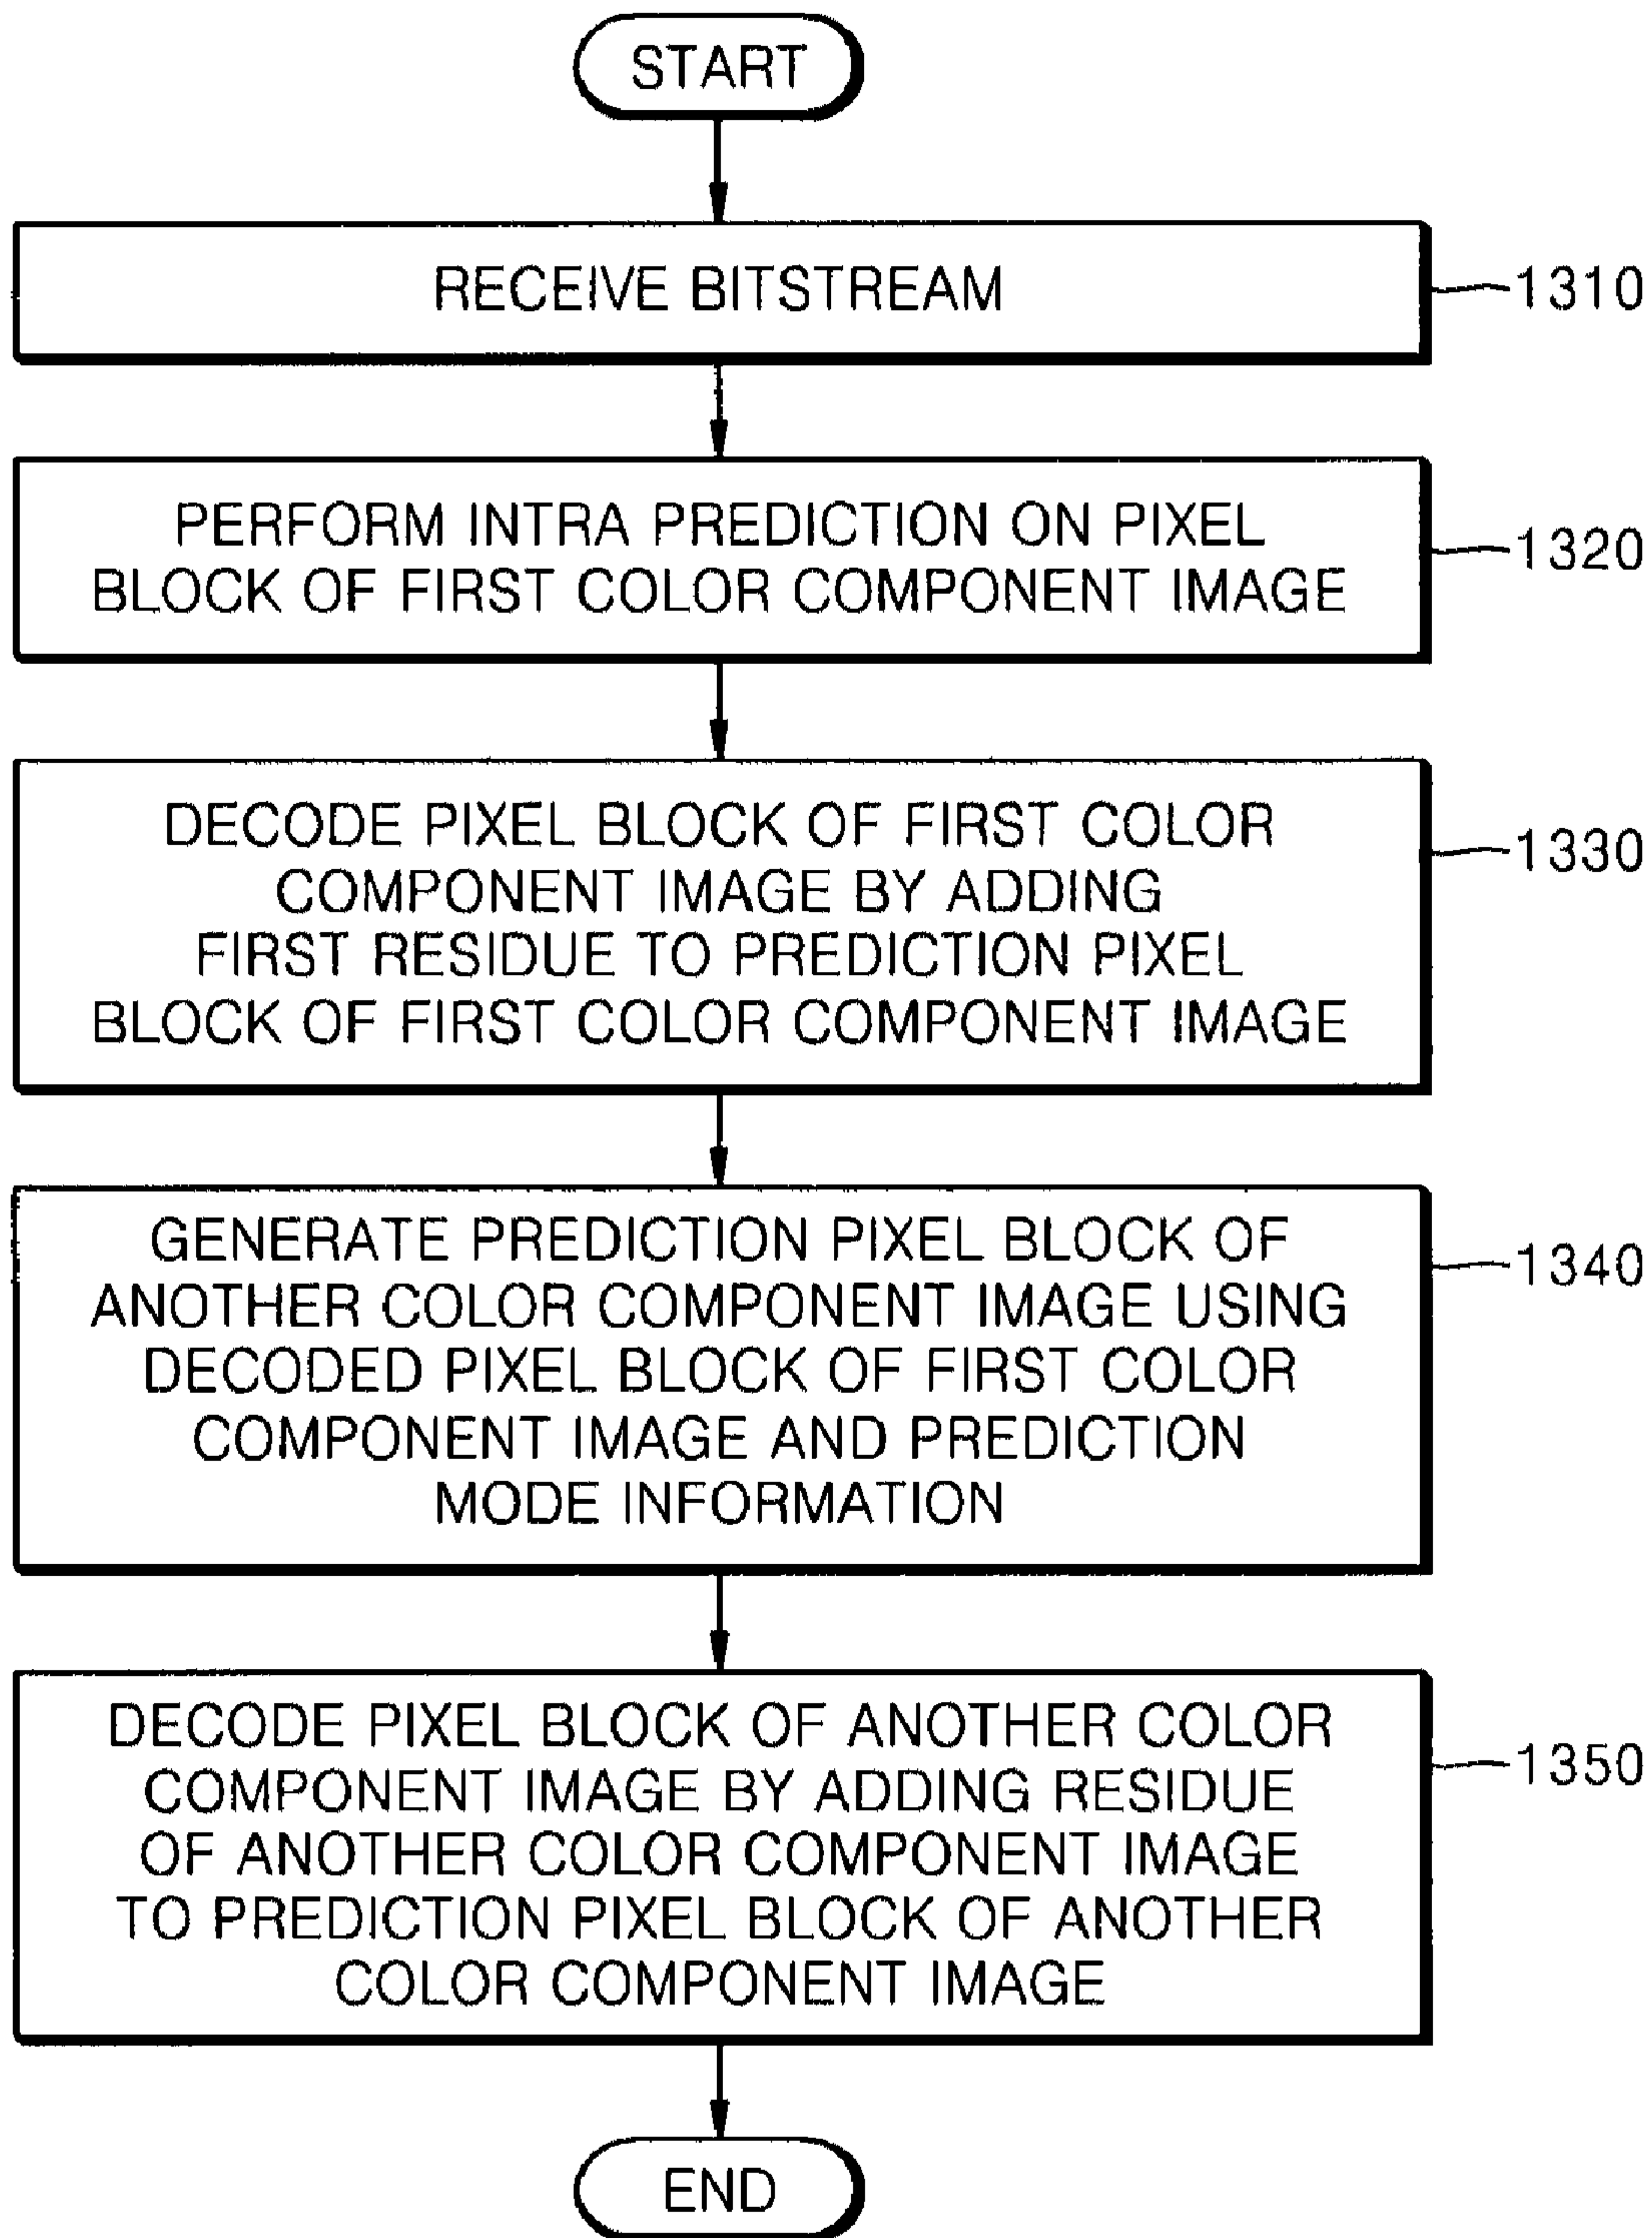 START
RECEIVE BITSTREAM
1310
PERFORM INTRA PREDICTION ON PIXEL
BLOCK OF FIRST COLOR COMPONENT IMAGE
1320
DECODE PIXEL BLOCK OF FIRST COLOR
COMPONENT IMAGE BY ADDING
FIRST RESIDUE TO PREDICTION PIXEL
BLOCK OF FIRST COLOR COMPONENT IMAGE
1330
GENERATE PREDICTION PIXEL BLOCK OF
ANOTHER COLOR COMPONENT IMAGE USING
DECODED PIXEL BLOCK OF FIRST COLOR
COMPONENT IMAGE AND PREDICTION
MODE INFORMATION
1340
DECODE PIXEL BLOCK OF ANOTHER COLOR
COMPONENT IMAGE BY ADDING RESIDUE
OF ANOTHER COLOR COMPONENT IMAGE
TO PREDICTION PIXEL BLOCK OF ANOTHER
COLOR COMPONENT IMAGE
1350
END